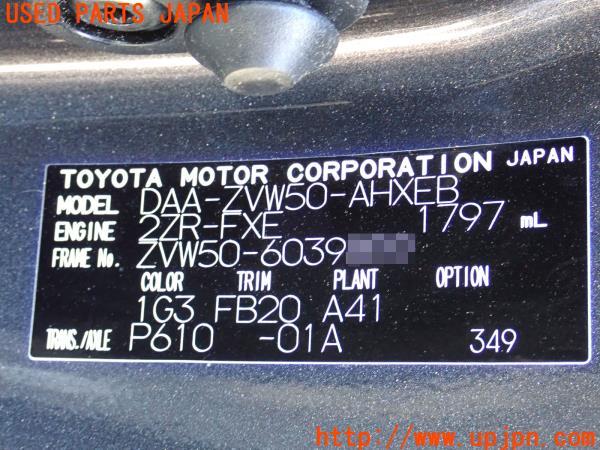 USED PARTS JAPAN
TOYOTA MOTOR CORPORATION JAPAN
MODEL DAA-ZVW50-AHXEB
ENGINE 2ZR-FXE 1797 mL
FRAME No. ZVW50-6039
COLOR TRIM PLANT OPTION
1G3 FB20 A41
TRANS./AXLE P610 -01A 349
http://www.upjpn.com